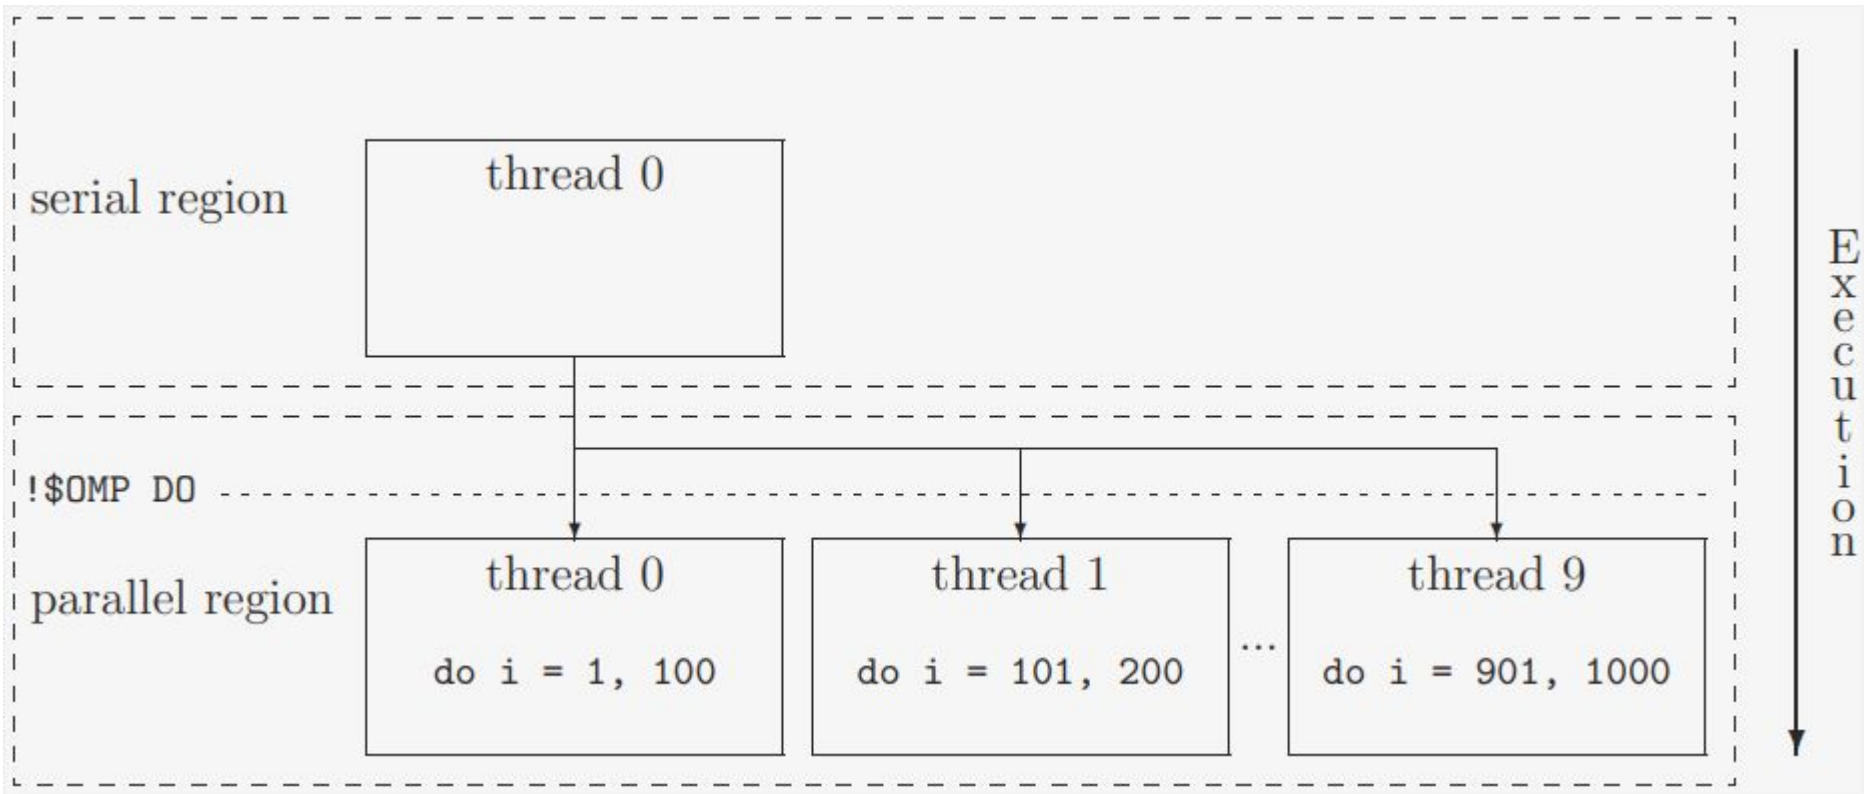 thread 0
serial region
Execution
!$OMP DO
thread 0
do i = 1, 100
thread 1
do i = 101, 200
...
thread 9
do i = 901, 1000
parallel region